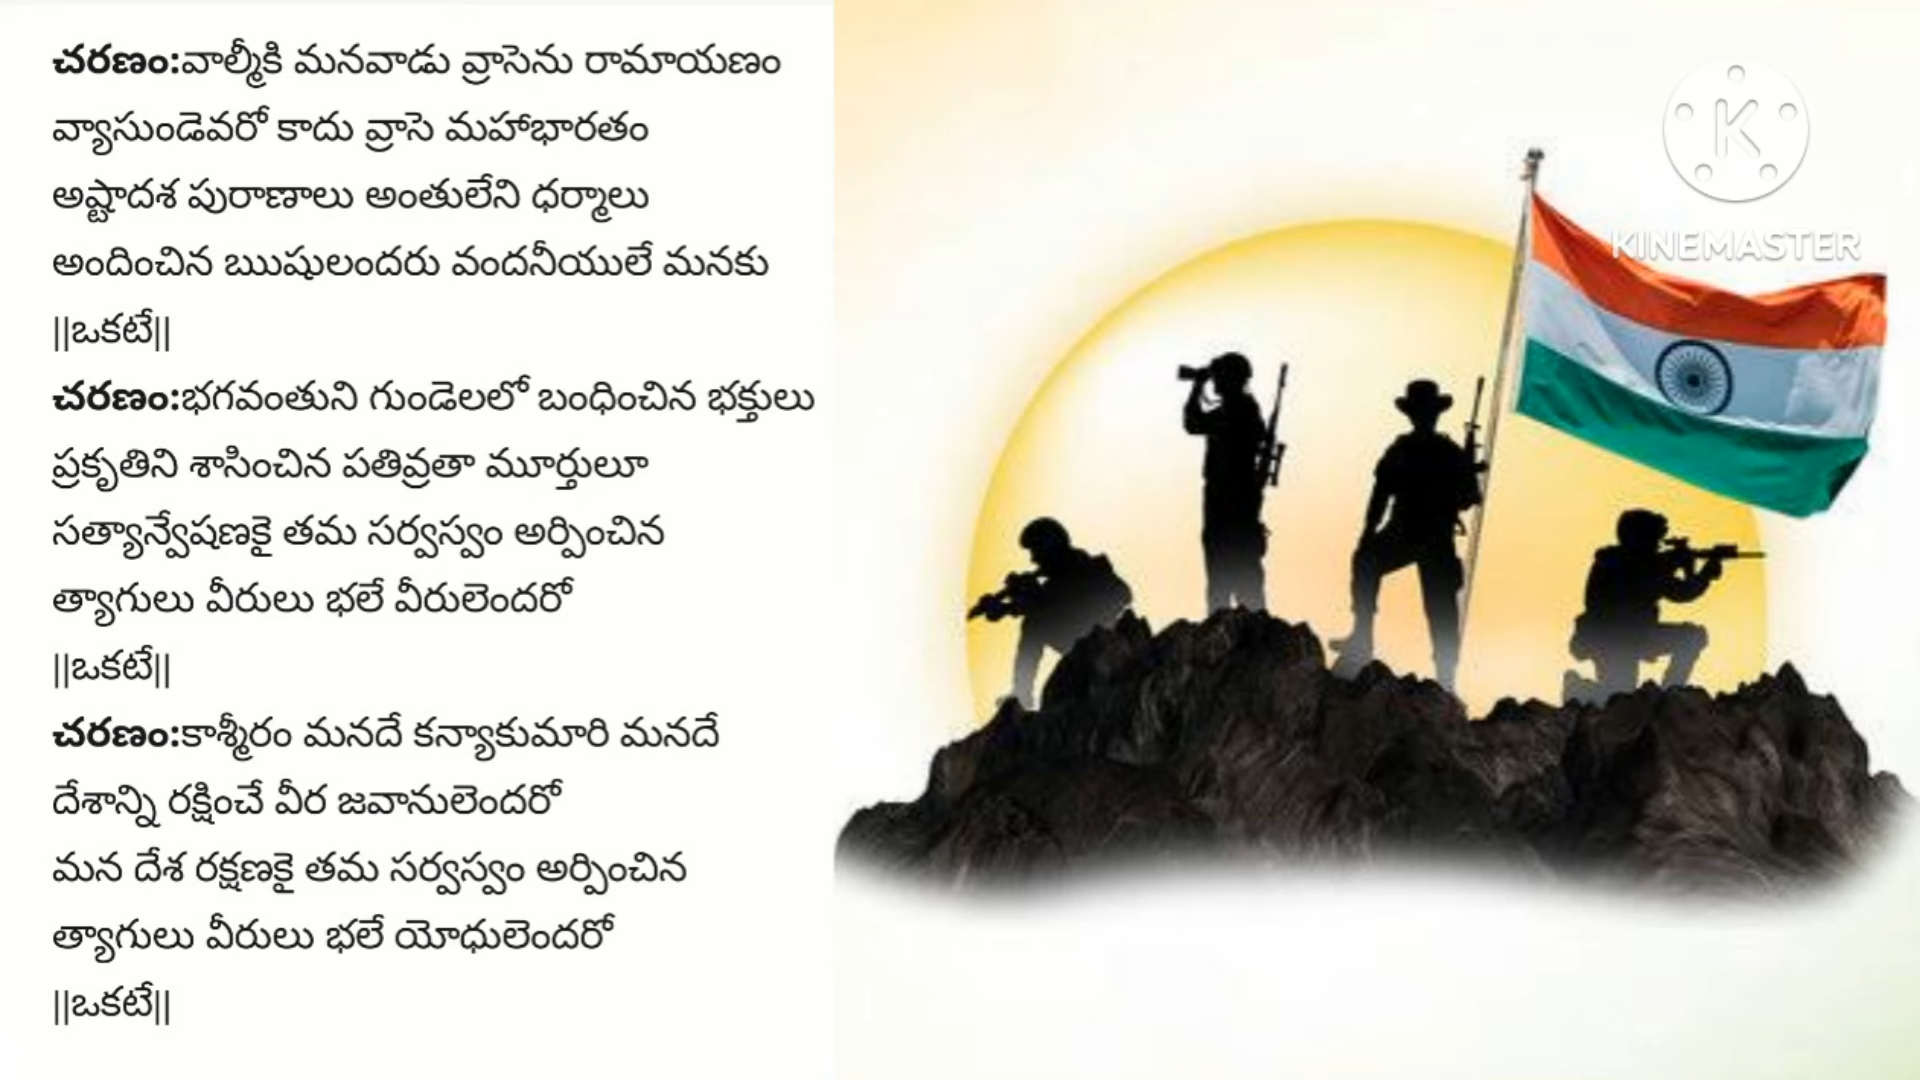 చరణం:వాల్మీకి మనవాడు వ్రాసెను రామాయణం
వ్యాసుండెవరో కాదు వ్రాసె మహాభారతం
అష్టాదశ పురాణాలు అంతులేని ధర్మాలు
అందించిన ఋషులందరు వందనీయులే మనకు
||ఒకటే||
చరణం:భగవంతుని గుండెలలో బంధించిన భక్తులు
ప్రకృతిని శాసించిన పతివ్రతా మూర్తులూ
సత్యాన్వేషణకై తమ సర్వస్వం అర్పించిన
త్యాగులు వీరులు భలే వీరులెందరో
||ఒకటే||
చరణం:కాశ్మీరం మనదే కన్యాకుమారి మనదే
దేశాన్ని రక్షించే వీర జవానులెందరో
మన దేశ రక్షణకై తమ సర్వస్వం అర్పించిన
త్యాగులు వీరులు భలే యోధులెందరో
||ఒకటే||
K
KINEMASTER